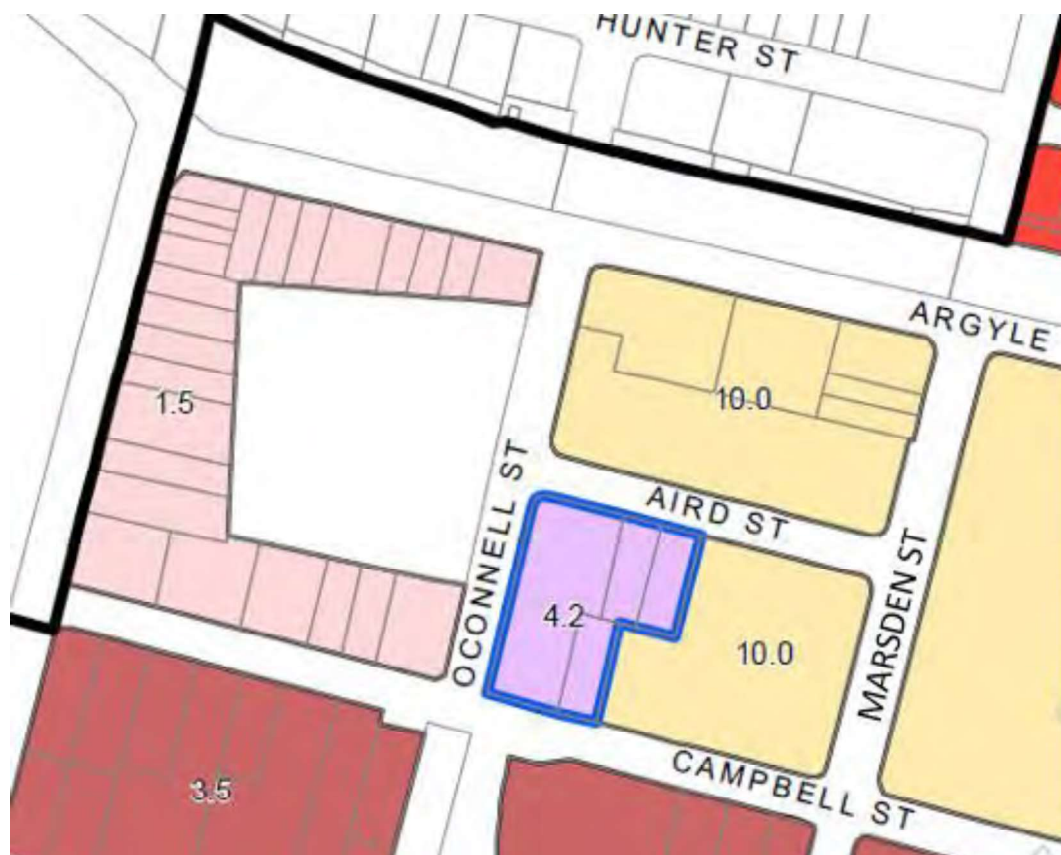 HUNTER ST
ARGYLE
1.5
10.0
OCONNELL ST
AIRD ST
MARSDEN ST
4.2
10.0
CAMPBELL ST
3.5